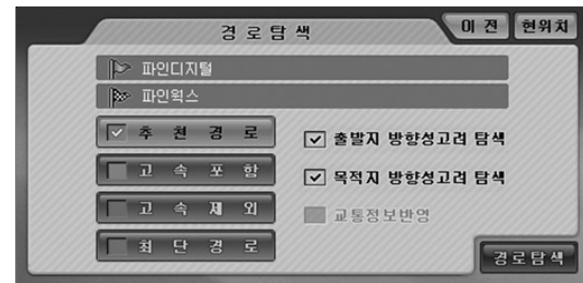 경로탐색
이전
현위치
파인디지털
파인웍스
추천경로
출발지 방향성고려 탐색
고속포함
목적지 방향성고려 탐색
고속제외
교통정보반영
최단경로
경로탐색